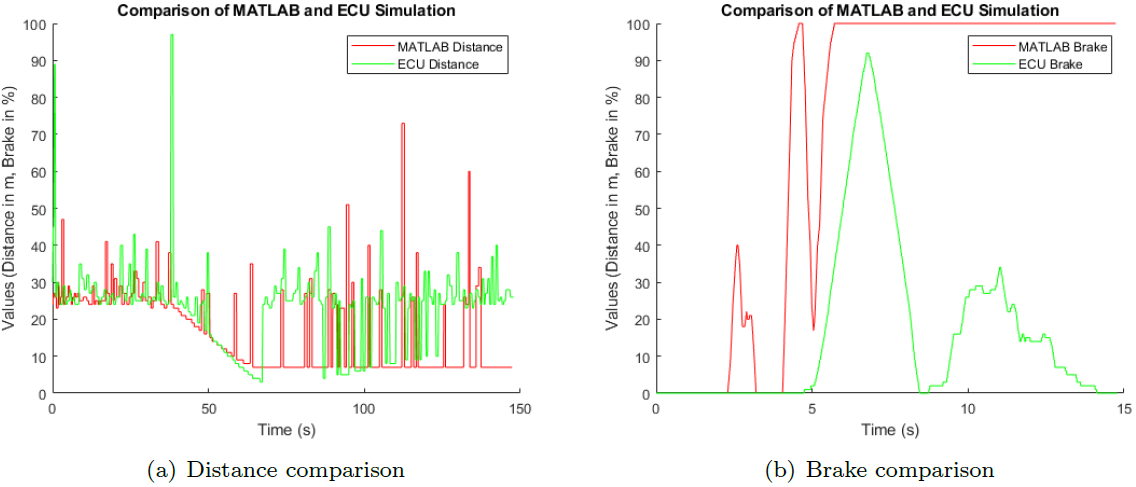 Comparison of MATLAB and ECU Simulation
Values (Distance in m, Brake in %)
100
90
80
70
60
50
40
30
20
10
0
MATLAB Distance
ECU Distance
0
50
100
150
Time (s)
(a) Distance comparison
Comparison of MATLAB and ECU Simulation
Values (Distance in m, Brake in %)
100
90
80
70
60
50
40
30
20
10
0
MATLAB Brake
ECU Brake
0
5
10
15
Time (s)
(b) Brake comparison